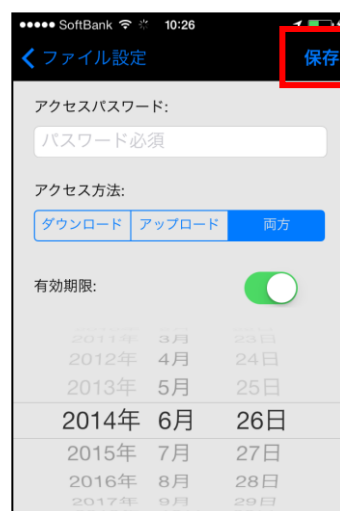 SoftBank 10:26
ファイル設定 保存
アクセスパスワード:
パスワード必須
アクセス方法:
ダウンロード アップロード 両方
有効期限:
2011年 3月 23日
2012年 4月 24日
2013年 5月 25日
2014年 6月 26日
2015年 7月 27日
2016年 8月 28日
2017年 9月 29日